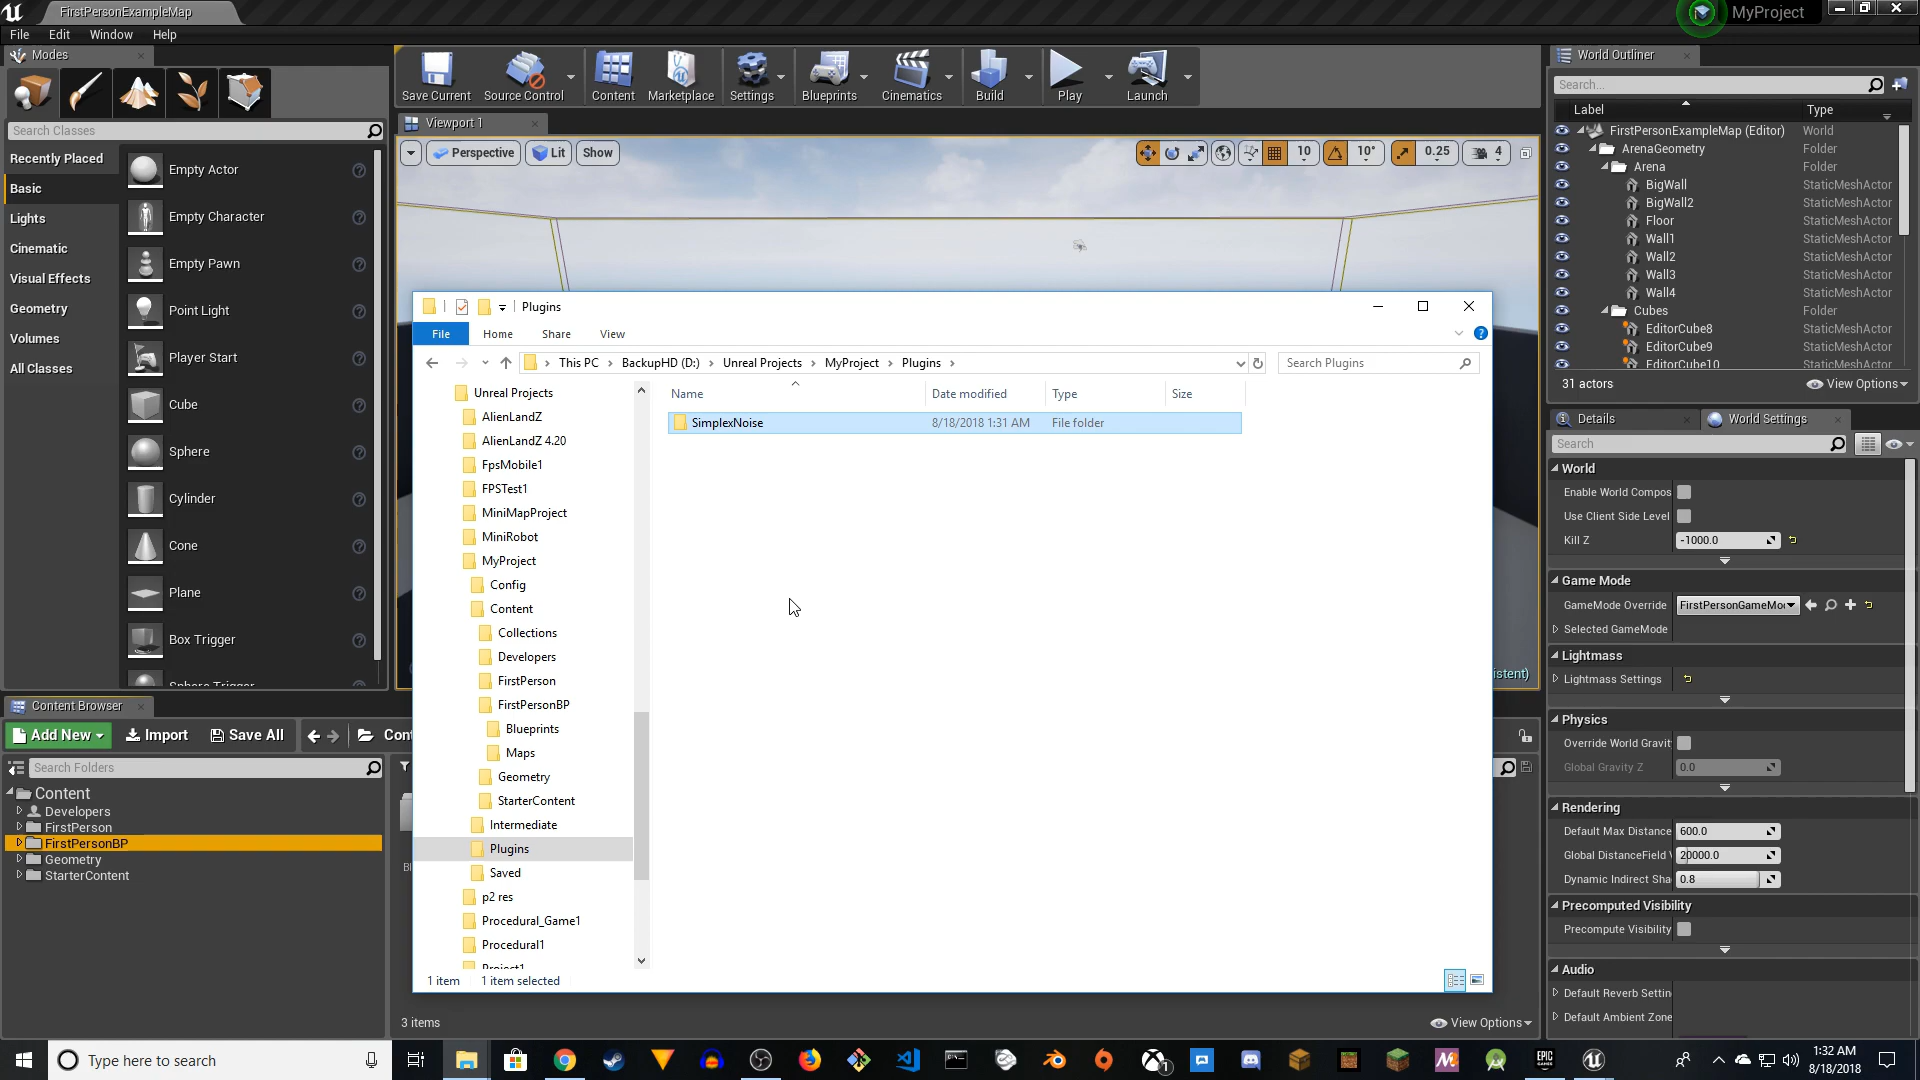 FirstPersonExampleMap
MyProject
File Edit Window Help
Modes
Search Classes
Recently Placed
Basic
Lights
Cinematic
Visual Effects
Geometry
Volumes
All Classes
Empty Actor
Empty Character
Empty Pawn
Point Light
Player Start
Cube
Sphere
Cylinder
Cone
Plane
Box Trigger
Sphere Trigger
Save Current
Source Control
Content
Marketplace
Settings
Blueprints
Cinematics
Build
Play
Launch
Viewport 1
Perspective Lit Show
10 10° 0.25 4
istent)
Plugins
File Home Share View
This PC BackupHD (D:) Unreal Projects MyProject Plugins
Search Plugins
Name Date modified Type Size
SimplexNoise 8/18/2018 1:31 AM File folder
Unreal Projects
AlienLandZ
AlienLandZ 4.20
FpsMobile1
FPSTest1
MiniMapProject
MiniRobot
MyProject
Config
Content
Collections
Developers
FirstPerson
FirstPersonBP
Blueprints
Maps
Geometry
StarterContent
Intermediate
Plugins
Saved
p2 res
Procedural_Game1
Procedural1
Project1
1 item 1 item selected
World Outliner
Search...
Label Type
FirstPersonExampleMap (Editor) World
ArenaGeometry Folder
Arena Folder
BigWall StaticMeshActor
BigWall2 StaticMeshActor
Floor StaticMeshActor
Wall1 StaticMeshActor
Wall2 StaticMeshActor
Wall3 StaticMeshActor
Wall4 StaticMeshActor
Cubes Folder
EditorCube8 StaticMeshActor
EditorCube9 StaticMeshActor
EditorCube10 StaticMeshActor
31 actors View Options
Details World Settings
Search
World
Enable World Compos
Use Client Side Level
Kill Z -1000.0
Game Mode
GameMode Override FirstPersonGameMo
Selected GameMode
Lightmass
Lightmass Settings
Physics
Override World Gravit
Global Gravity Z 0.0
Rendering
Default Max Distance 600.0
Global DistanceField 20000.0
Dynamic Indirect Sha 0.8
Precomputed Visibility
Precompute Visibility
Audio
Default Reverb Settin
Default Ambient Zone
Content Browser
Add New Import Save All Con
Search Folders
Content
Developers
FirstPerson
FirstPersonBP
Geometry
StarterContent
Bl
3 items View Options
Type here to search
EPIC GAMES
1:32 AM
8/18/2018